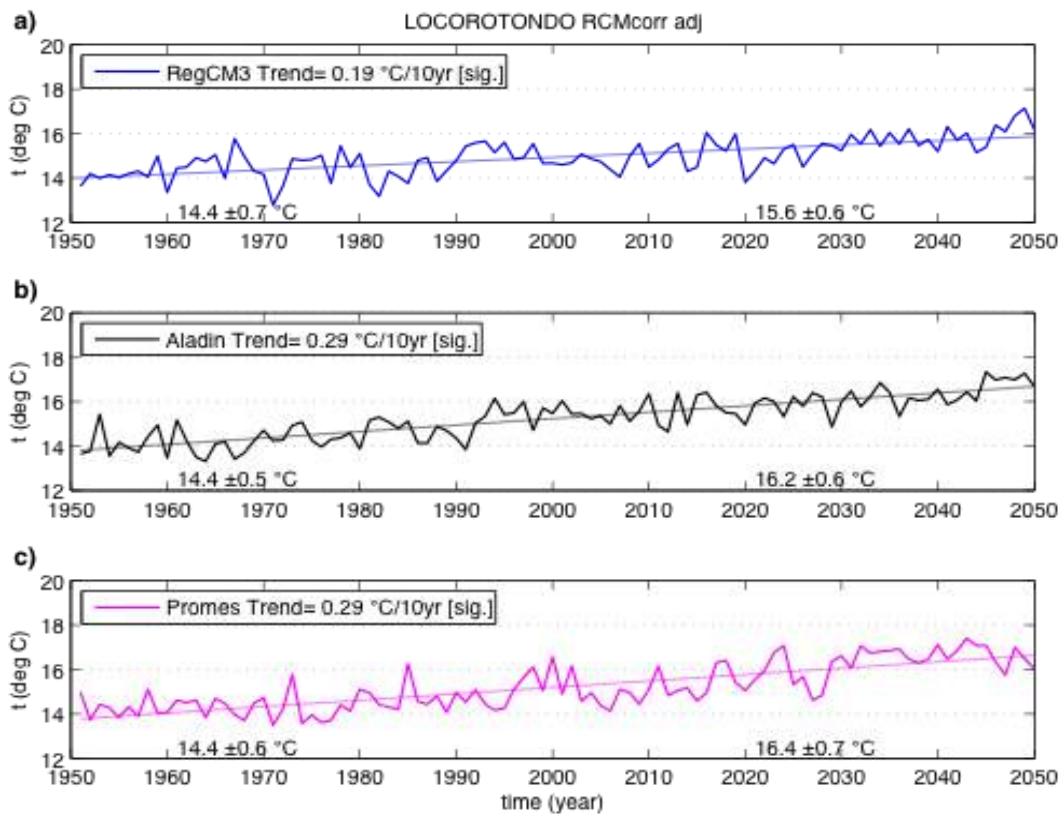 LOCOROTONDO RCMcorr adj
a)
20
18
16
14
12
t (deg C)
RegCM3 Trend= 0.19 °C/10yr [sig.]
14.4 ±0.7 °C
15.6 ±0.6 °C
1950 1960 1970 1980 1990 2000 2010 2020 2030 2040 2050
b)
20
18
16
14
12
t (deg C)
Aladin Trend= 0.29 °C/10yr [sig.]
14.4 ±0.5 °C
16.2 ±0.6 °C
1950 1960 1970 1980 1990 2000 2010 2020 2030 2040 2050
c)
20
18
16
14
12
t (deg C)
Promes Trend= 0.29 °C/10yr [sig.]
14.4 ±0.6 °C
16.4 ±0.7 °C
1950 1960 1970 1980 1990 2000 2010 2020 2030 2040 2050
time (year)